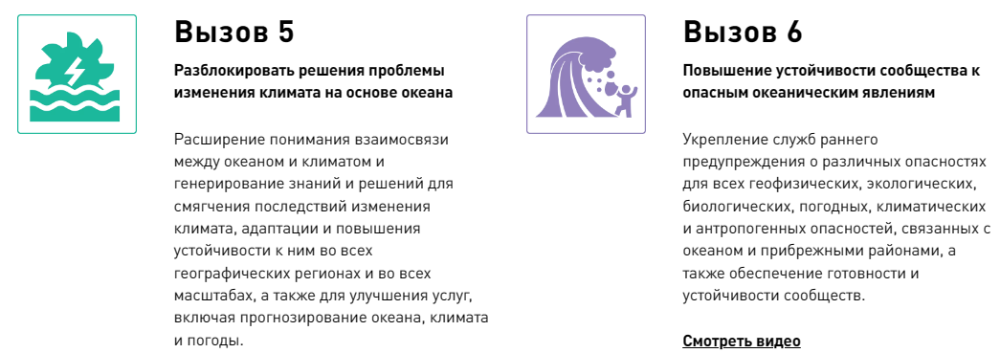 Вызов 5
Разблокировать решения проблемы
изменения климата на основе океана
Расширение понимания взаимосвязи
между океаном и климатом и
генерирование знаний и решений для
смягчения последствий изменения
климата, адаптации и повышения
устойчивости к ним во всех
географических регионах и во всех
масштабах, а также для улучшения услуг,
включая прогнозирование океана, климата
и погоды.
Вызов 6
Повышение устойчивости сообщества к
опасным океаническим явлениям
Укрепление служб раннего
предупреждения о различных опасностях
для всех геофизических, экологических,
биологических, погодных, климатических
и антропогенных опасностей, связанных с
океаном и прибрежными районами, а
также обеспечение готовности и
устойчивости сообществ.
Смотреть видео